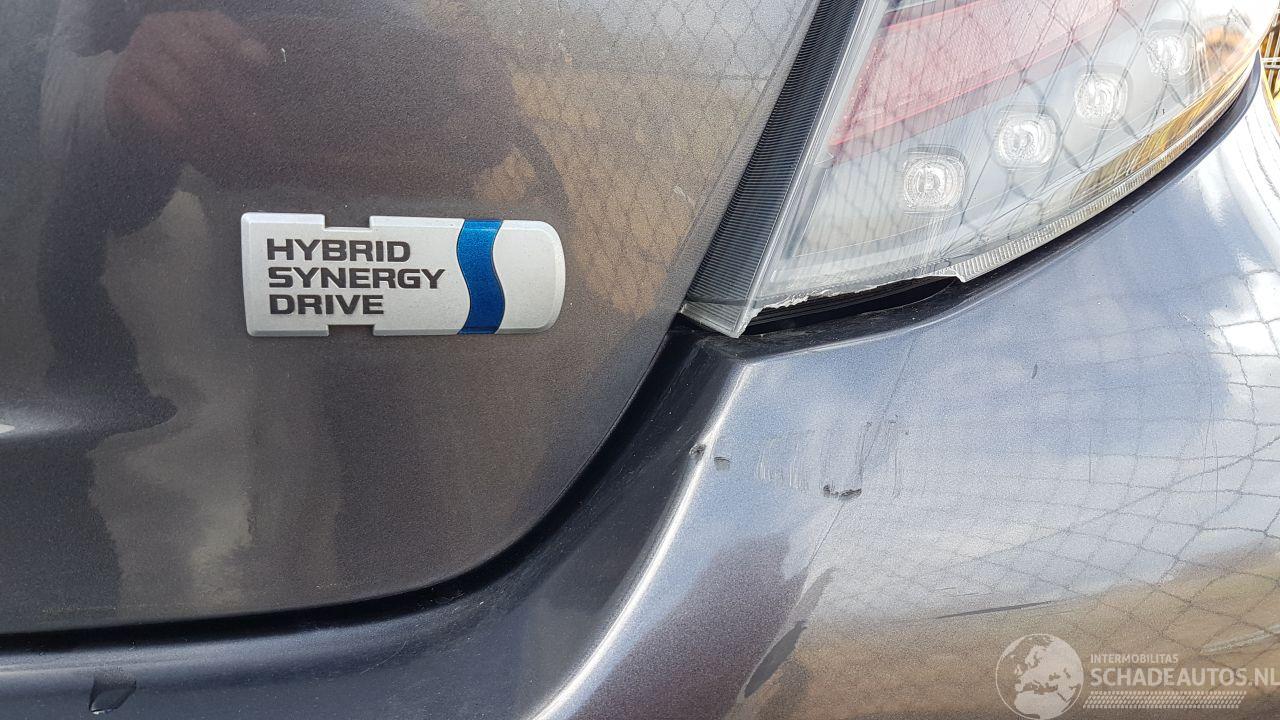 HYBRID
SYNERGY
DRIVE
INTERMOBILITAS
SCHADEAUTOS.NL